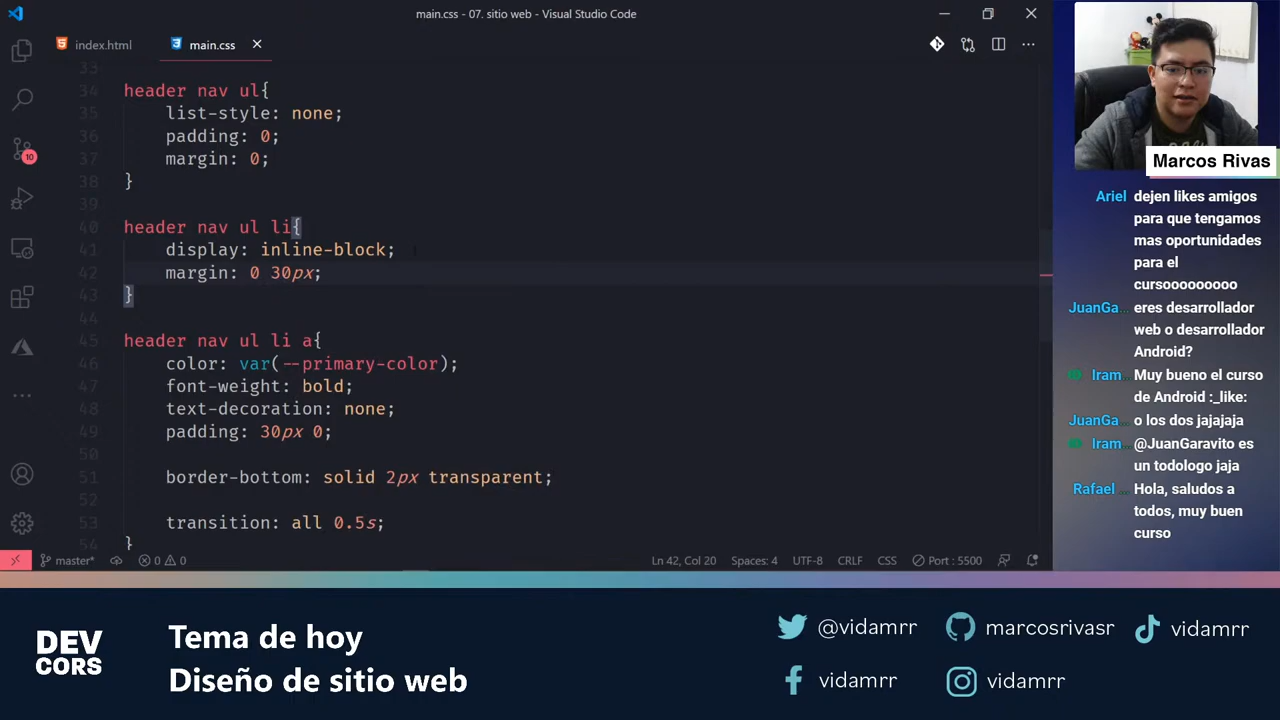 main.css - 07. sitio web - Visual Studio Code
index.html
main.css
33
34 header nav ul{
35 list-style: none;
36 padding: 0;
37 margin: 0;
38 }
39
40 header nav ul li{
41 display: inline-block;
42 margin: 0 30px;
43 }
44
45 header nav ul li a{
46 color: var(--primary-color);
47 font-weight: bold;
48 text-decoration: none;
49 padding: 30px 0;
50
51 border-bottom: solid 2px transparent;
52
53 transition: all 0.5s;
54 }
10
master* 0 0 Ln 42, Col 20 Spaces: 4 UTF-8 CRLF CSS Port : 5500
Marcos Rivas
Ariel dejen likes amigos
para que tengamos
mas oportunidades
para el
cursooooooooo
JuanGa... eres desarrollador
web o desarrollador
Android?
Iram... Muy bueno el curso
de Android :_like:
JuanGa... o los dos jajajaja
Iram... @JuanGaravito es
un todologo jaja
Rafael ... Hola, saludos a
todos, muy buen
curso
DEV
CORS
Tema de hoy
Diseño de sitio web
@vidamrr
marcosrivasr
vidamrr
vidamrr
vidamrr